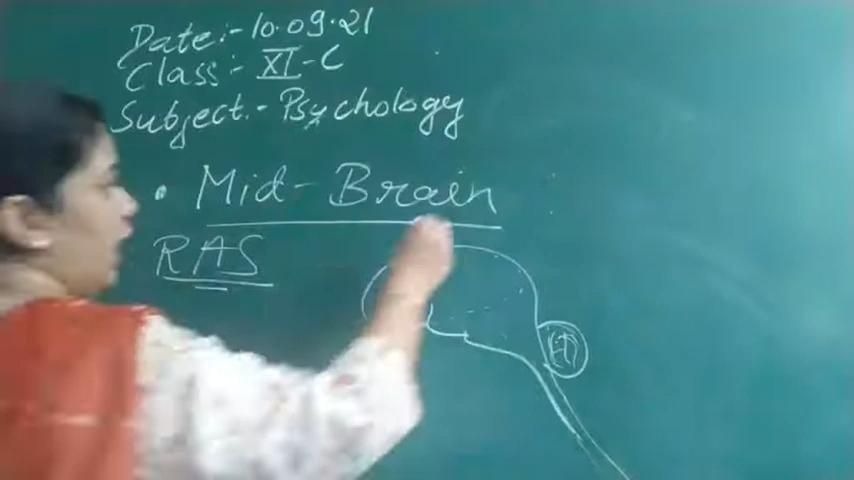 Date:- 10.09.21
Class:- XI-C
Subject.- Psychology
• Mid-Brain
RAS